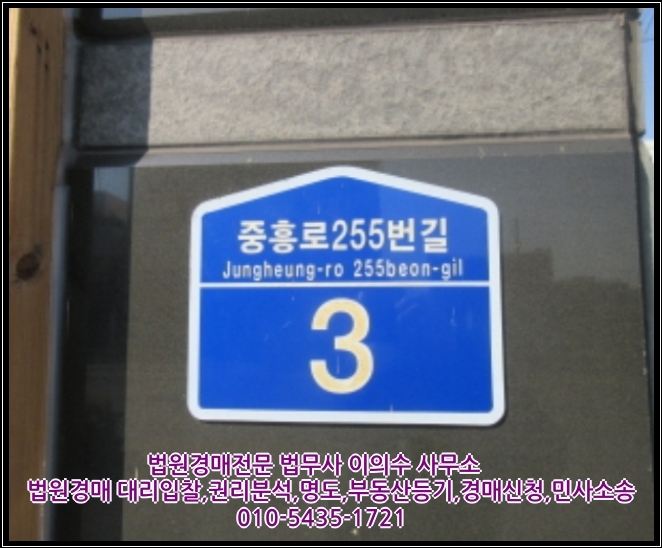 중흥로255번길
Jungheung-ro 255beon-gil
3
법원경매전문 법무사 이의수 사무소
법원경매 대리입찰,권리분석,명도,부동산등기,경매신청,민사소송
010-5435-1721